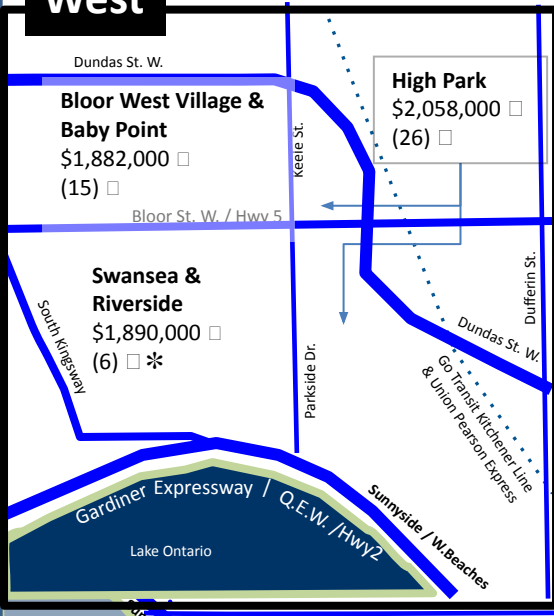 West
Dundas St. W.
Bloor West Village &
Baby Point
$1,882,000 □
(15) □
High Park
$2,058,000 □
(26) □
Keele St.
Bloor St. W. / Hwy 5
Swansea &
Riverside
$1,890,000 □
(6) □ *
South Kingsway
Parkside Dr.
Dufferin St.
Dundas St. W.
Go Transit Kitchener Line
& Union Pearson Express
Gardiner Expressway / Q.E.W. /Hwy2
Sunnyside / W.Beaches
Lake Ontario